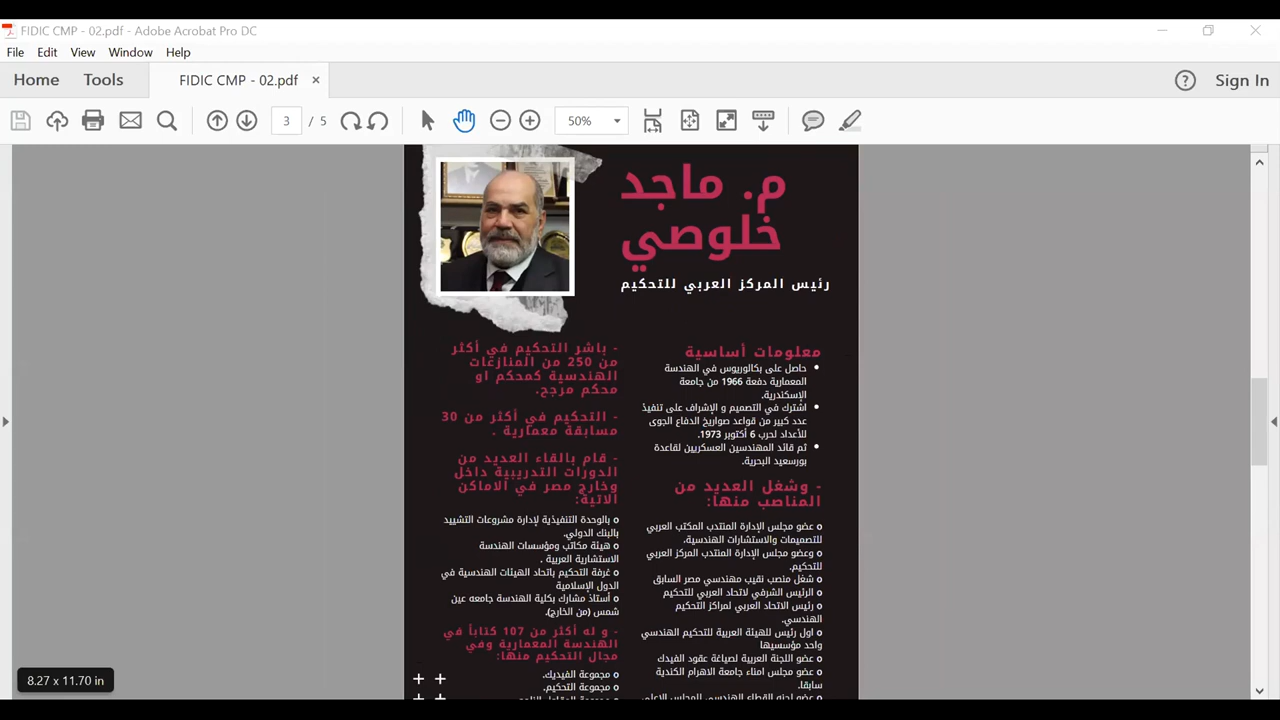 FIDIC CMP - 02.pdf - Adobe Acrobat Pro DC
File Edit View Window Help
Home Tools FIDIC CMP - 02.pdf × Sign In
3 / 5 50%
م. ماجد
خلوصي
رئيس المركز العربي للتحكيم
معلومات أساسية
حاصل على بكالوريوس في الهندسة
المعمارية دفعة 1966 من جامعة
الإسكندرية.
اشترك في التصميم و الإشراف على تنفيذ
عدد كبير من قواعد صواريخ الدفاع الجوى
للأعداد لحرب 6 أكتوبر 1973.
ثم قائد المهندسين العسكريين لقاعدة
بورسعيد البحرية.
- وشغل العديد من
المناصب منها:
o عضو مجلس الإدارة المنتدب المكتب العربي
للتصميمات والاستشارات الهندسية.
o وعضو مجلس الإدارة المنتدب المركز العربي
للتحكيم.
o شغل منصب نقيب مهندسي مصر السابق
o الرئيس الشرفي لاتحاد العربي للتحكيم
o رئيس الاتحاد العربي لمراكز التحكيم
الهندسي.
o اول رئيس للهيئة العربية للتحكيم الهندسي
واحد مؤسسيها
o عضو اللجنة العربية لصياغة عقود الفيدك
o عضو مجلس امناء جامعة الاهرام الكندية
سابقا.
- باشر التحكيم في أكثر
من 250 من المنازعات
الهندسية كمحكم او
محكم مرجح.
- التحكيم في أكثر من 30
مسابقة معمارية .
- قام بالقاء العديد من
الدورات التدريبية داخل
وخارج مصر في الاماكن
الاتية:
o بالوحدة التنفيذية لإدارة مشروعات التشييد
بالبنك الدولي.
o هيئة مكاتب ومؤسسات الهندسة
الاستشارية العربية .
o غرفة التحكيم باتحاد الهيئات الهندسية في
الدول الإسلامية
o أستاذ مشارك بكلية الهندسة جامعه عين
شمس (من الخارج).
- و له أكثر من 107 كتاباً في
الهندسة المعمارية وفي
مجال التحكيم منها:
o مجموعة الفيديك.
o مجموعة التحكيم.
8.27 x 11.70 in